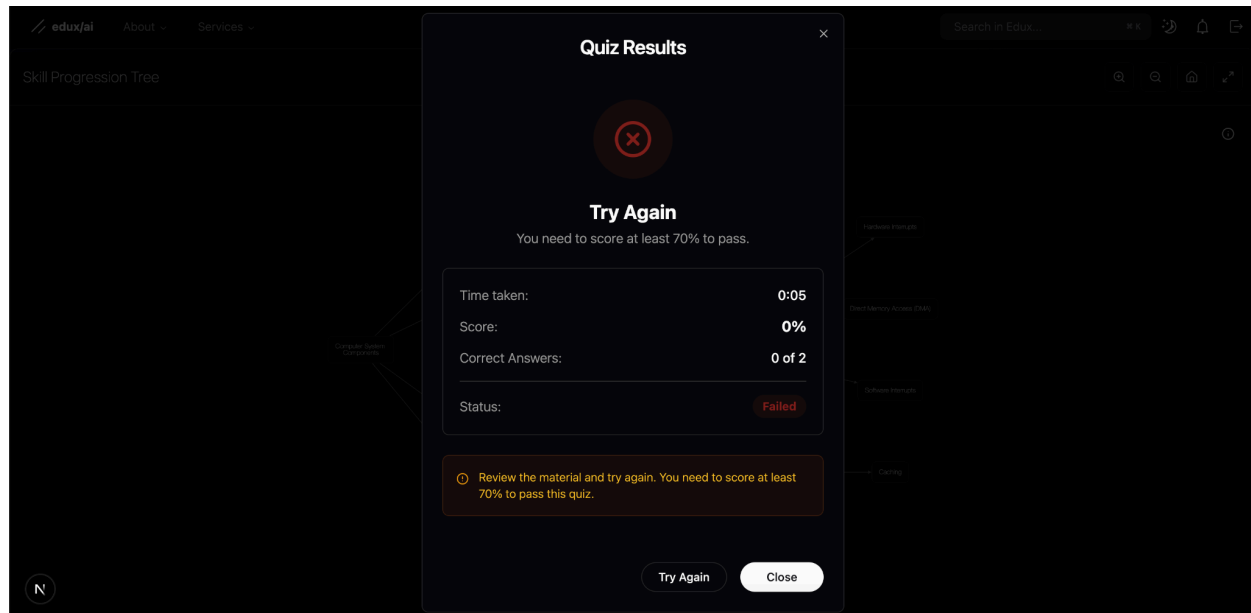 edux/ai
About
Services
Search in Edux...
⌘ K
Skill Progression Tree
Quiz Results
Try Again
You need to score at least 70% to pass.
Time taken: 0:05
Score: 0%
Correct Answers: 0 of 2
Status: Failed
Review the material and try again. You need to score at least
70% to pass this quiz.
Try Again
Close
Computer System
Components
Hardware Interrupts
Direct Memory Access (DMA)
Software Interrupts
Caching
N